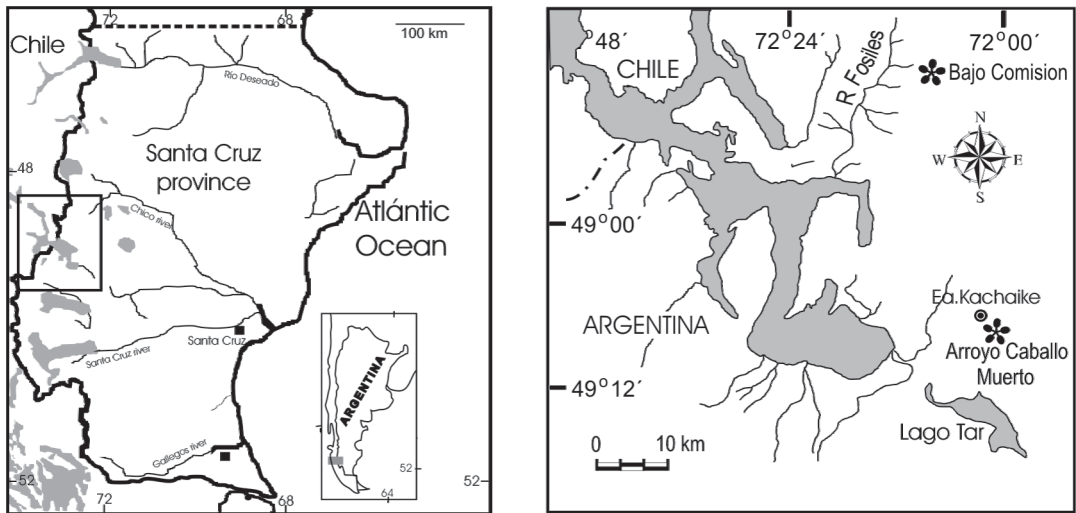 72
68
100 km
Chile
Río Deseado
Santa Cruz
province
48
Atlántic
Ocean
Chico river
Santa Cruz
Santa Cruz river
ARGENTINA
Gallegos river
52
64
52
52
72
68
48´
72° 24´
72° 00´
CHILE
R Fosiles
Bajo Comision
N
W
E
S
49° 00´
Ea.Kachaike
ARGENTINA
Arroyo Caballo
Muerto
49° 12´
Lago Tar
0 10 km